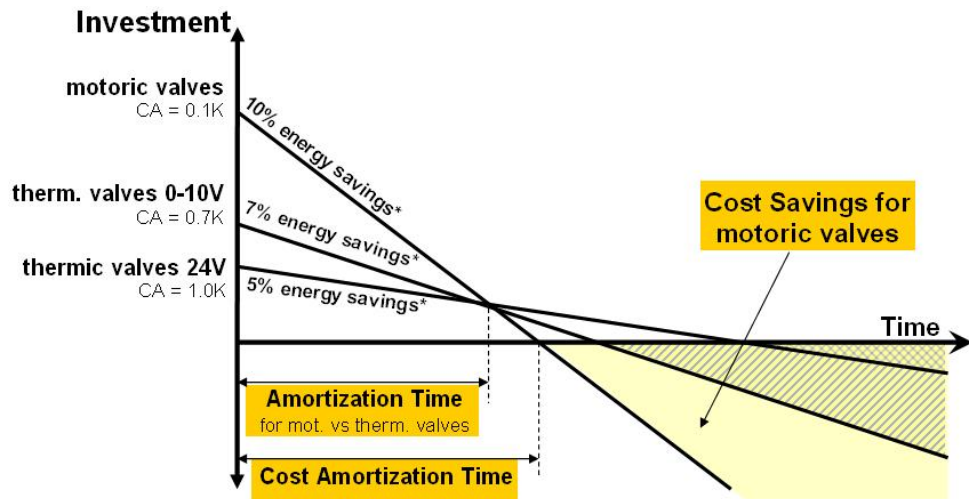 Investment
motoric valves
CA = 0.1K
10% energy savings*
therm. valves 0-10V
CA = 0.7K
7% energy savings*
Cost Savings for
motoric valves
thermic valves 24V
CA = 1.0K
5% energy savings*
Time
Amortization Time
for mot. vs therm. valves
Cost Amortization Time